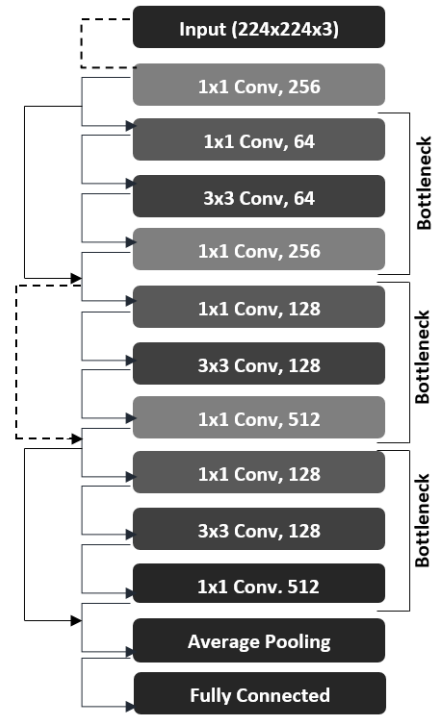 Input (224x224x3)
1x1 Conv, 256
1x1 Conv, 64
3x3 Conv, 64
1x1 Conv, 256
Bottleneck
1x1 Conv, 128
3x3 Conv, 128
1x1 Conv, 512
Bottleneck
1x1 Conv, 128
3x3 Conv, 128
1x1 Conv. 512
Bottleneck
Average Pooling
Fully Connected